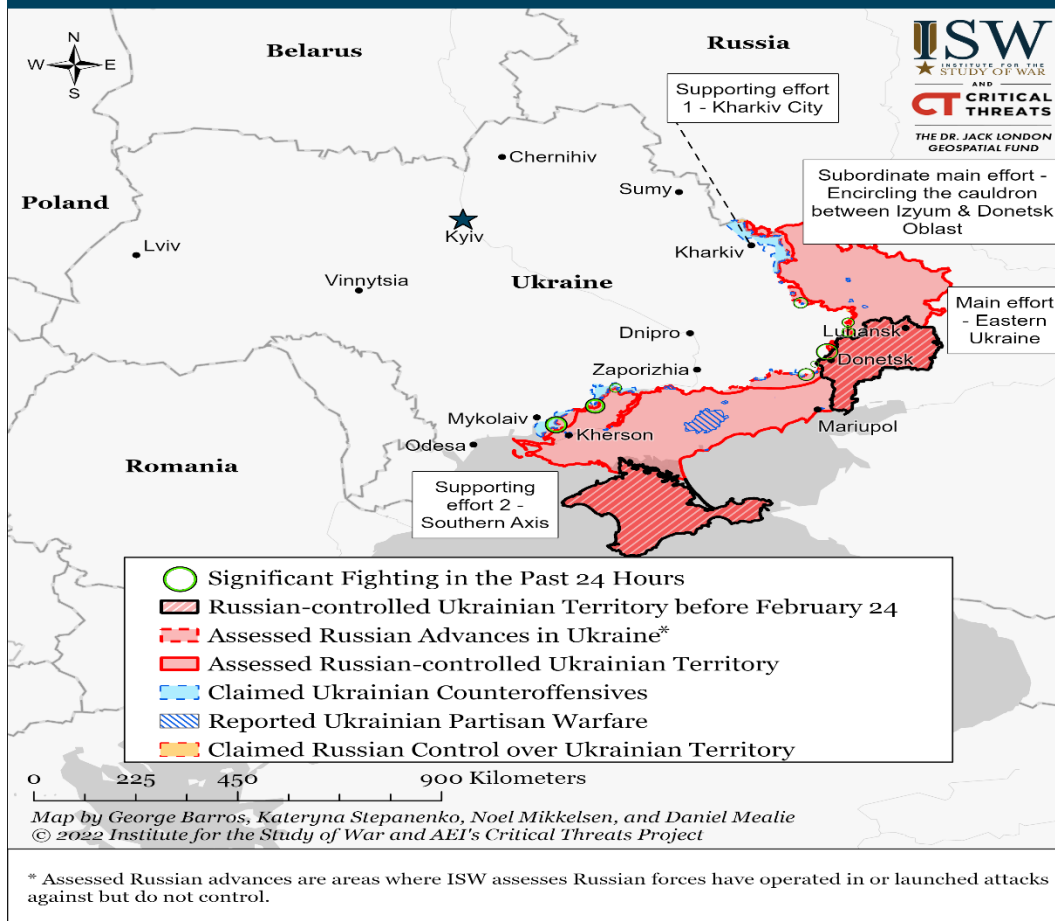 N
W E
S
Belarus
Russia
ISW
INSTITUTE FOR THE
STUDY OF WAR
AND
CT CRITICAL
THREATS
THE DR. JACK LONDON
GEOSPATIAL FUND
Supporting effort
1 - Kharkiv City
Subordinate main effort -
Encircling the cauldron
between Izyum & Donetsk
Oblast
Chernihiv
Sumy
Poland
Kyiv
Lviv
Kharkiv
Vinnytsia
Ukraine
Main effort
- Eastern
Ukraine
Dnipro
Luhansk
Donetsk
Zaporizhia
Mykolaiv
Mariupol
Kherson
Odesa
Romania
Supporting
effort 2 -
Southern Axis
Significant Fighting in the Past 24 Hours
Russian-controlled Ukrainian Territory before February 24
Assessed Russian Advances in Ukraine*
Assessed Russian-controlled Ukrainian Territory
Claimed Ukrainian Counteroffensives
Reported Ukrainian Partisan Warfare
Claimed Russian Control over Ukrainian Territory
0 225 450 900 Kilometers
Map by George Barros, Kateryna Stepanenko, Noel Mikkelsen, and Daniel Mealie
© 2022 Institute for the Study of War and AEI's Critical Threats Project
* Assessed Russian advances are areas where ISW assesses Russian forces have operated in or launched attacks
against but do not control.